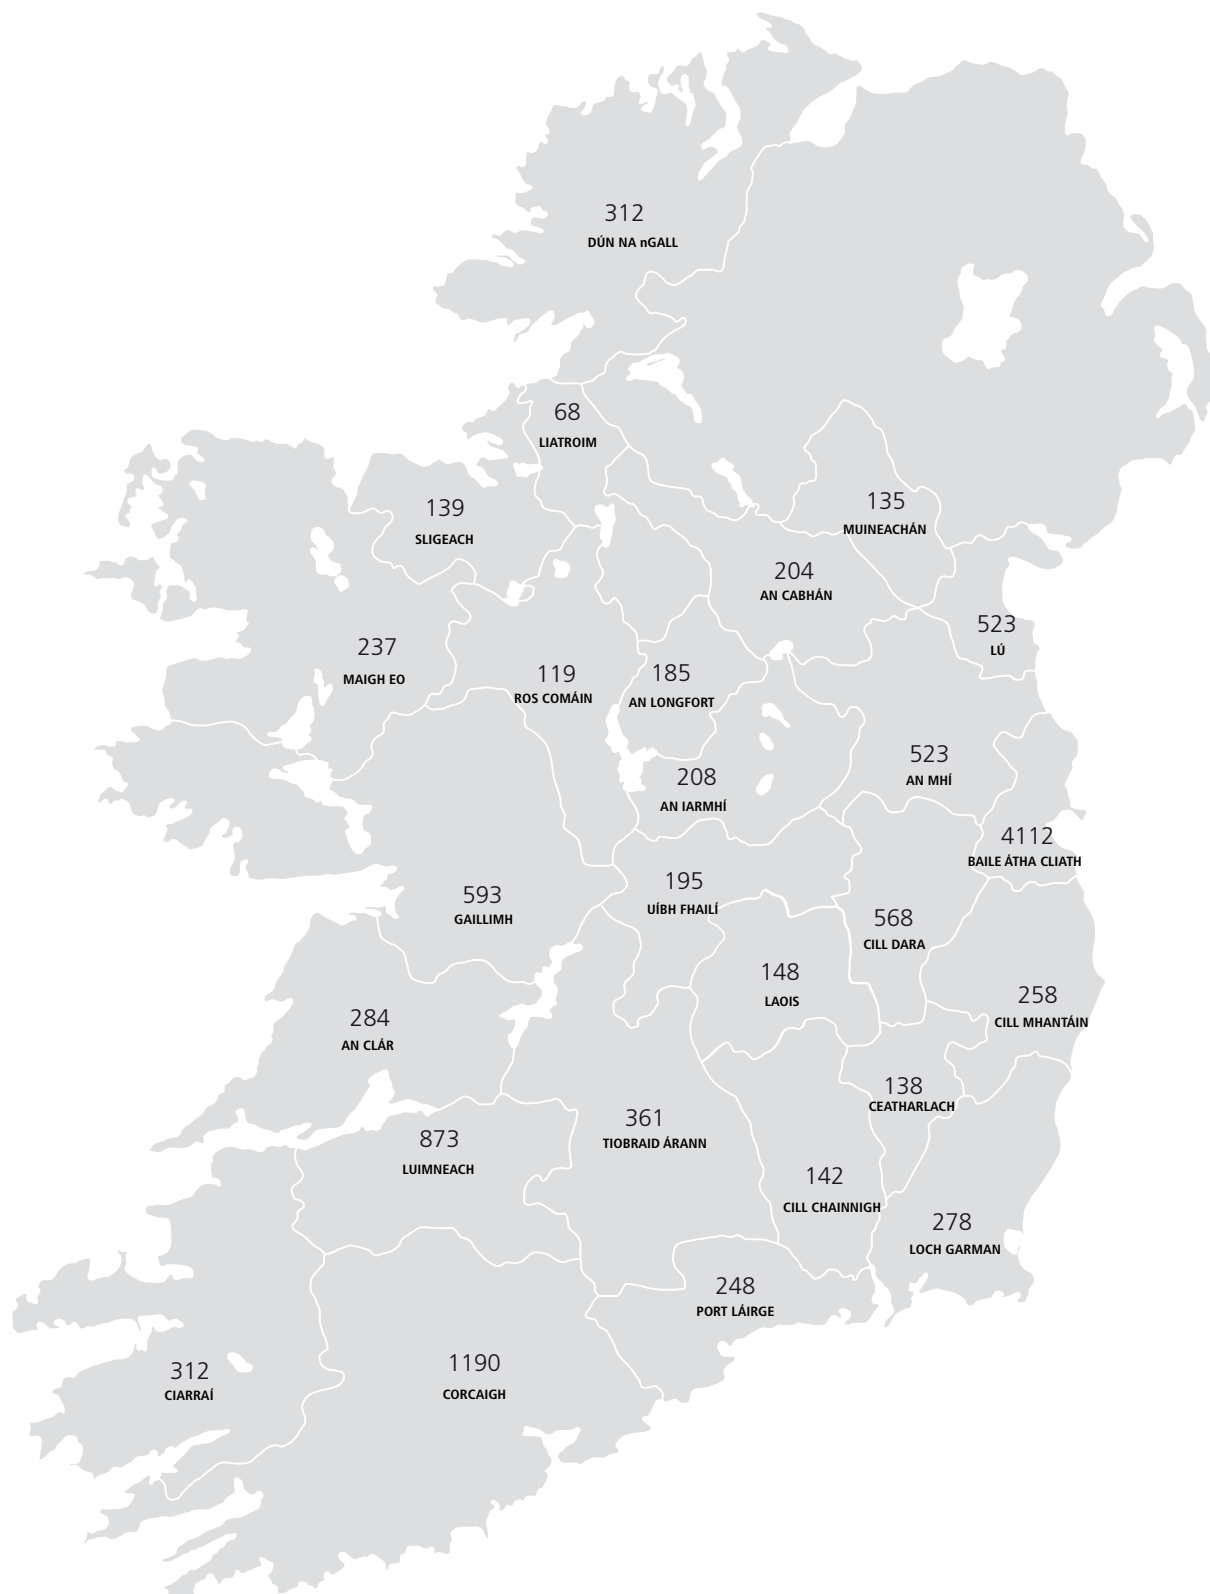 312
DÚN NA nGALL
68
LIATROIM
139
SLIGEACH
135
MUINEACHÁN
204
AN CABHÁN
523
LÚ
237
MAIGH EO
119
ROS COMÁIN
185
AN LONGFORT
208
AN IARMHÍ
523
AN MHÍ
4112
BAILE ÁTHA CLIATH
593
GAILLIMH
195
UÍBH FHAILÍ
568
CILL DARA
148
LAOIS
258
CILL MHANTÁIN
284
AN CLÁR
138
CEATHARLACH
873
LUIMNEACH
361
TIOBRAID ÁRANN
142
CILL CHAINNIGH
278
LOCH GARMAN
248
PORT LÁIRGE
312
CIARRAÍ
1190
CORCAIGH